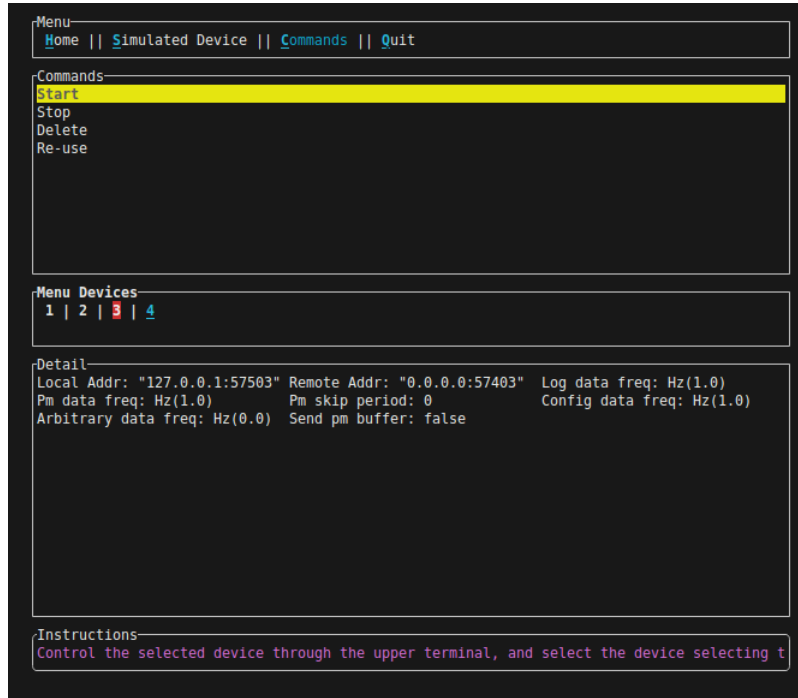 Menu
Home || Simulated Device || Commands || Quit
Commands
Start
Stop
Delete
Re-use
Menu Devices
1 | 2 | 3 | 4
Detail
Local Addr: "127.0.0.1:57503" Remote Addr: "0.0.0.0:57403" Log data freq: Hz(1.0)
Pm data freq: Hz(1.0) Pm skip period: 0 Config data freq: Hz(1.0)
Arbitrary data freq: Hz(0.0) Send pm buffer: false
Instructions
Control the selected device through the upper terminal, and select the device selecting t